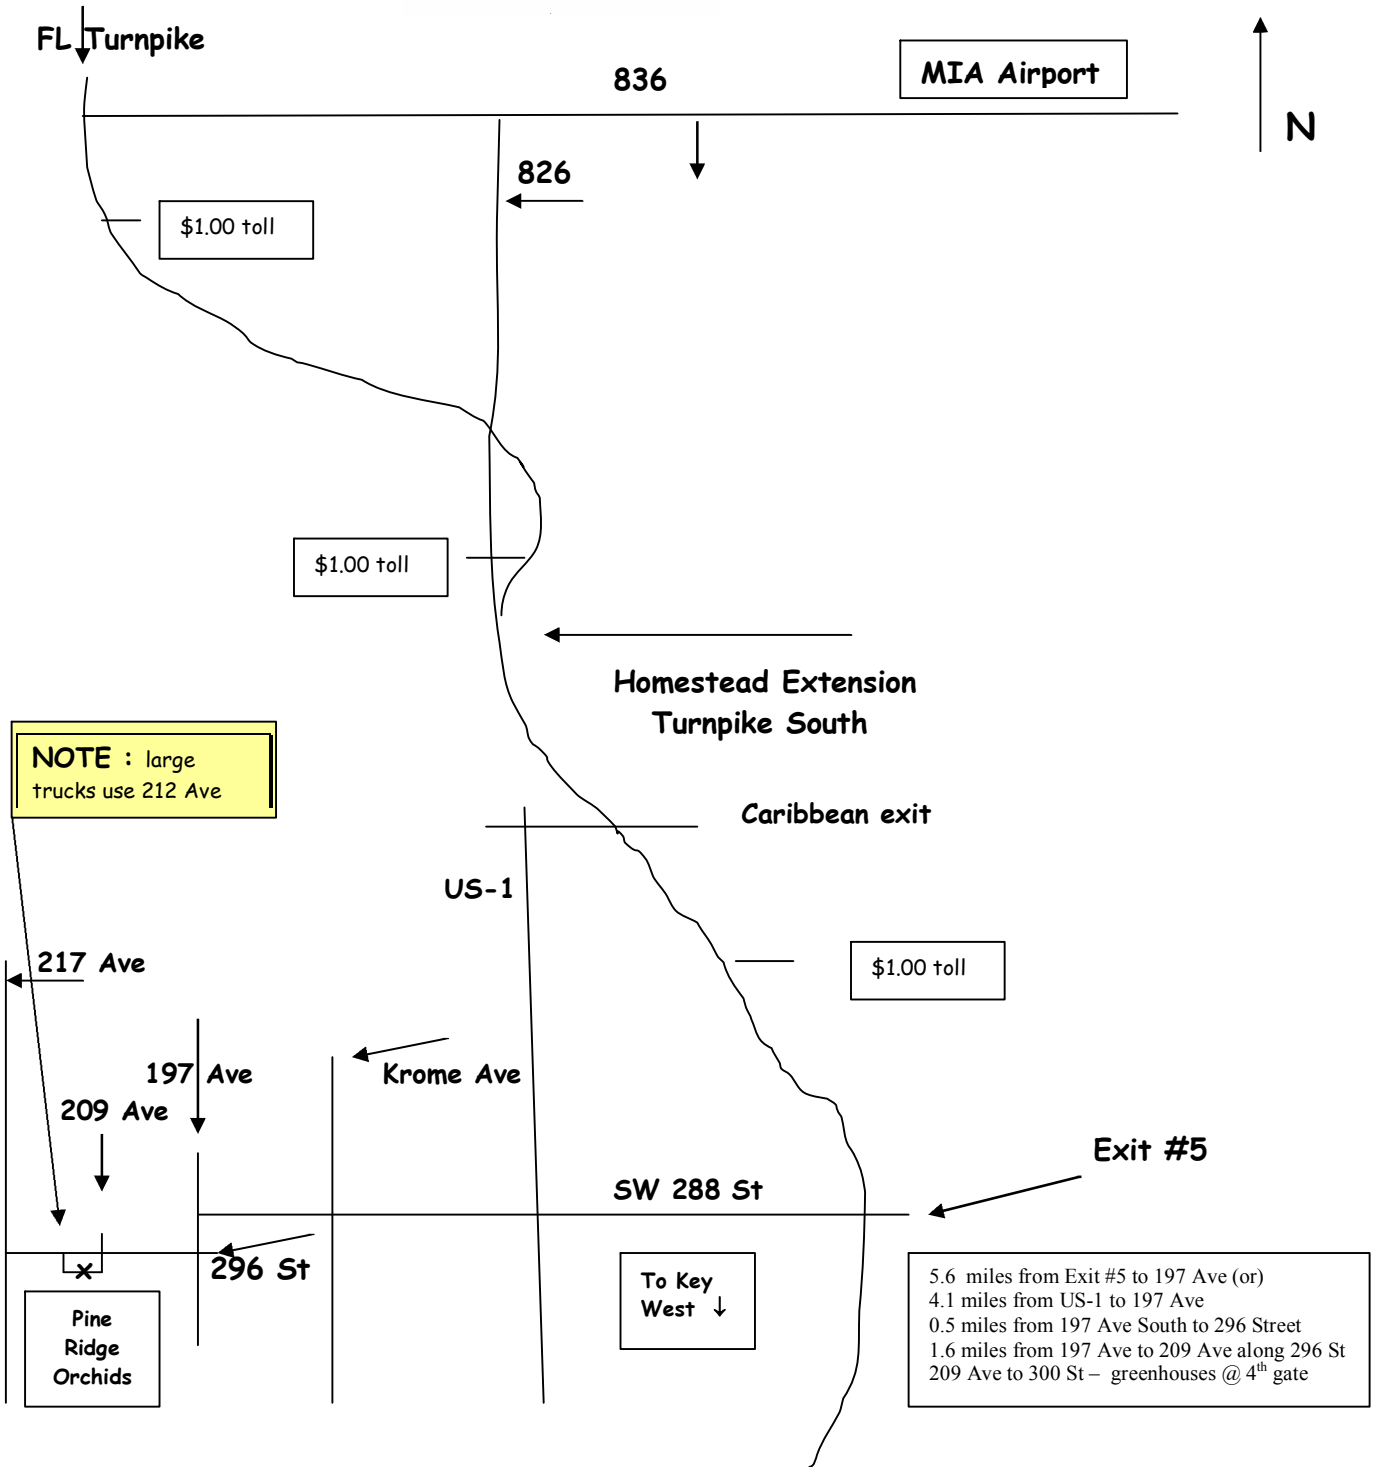 FL Turnpike
836
MIA Airport
N
826
$1.00 toll
$1.00 toll
Homestead Extension
Turnpike South
NOTE : large
trucks use 212 Ave
Caribbean exit
US-1
217 Ave
$1.00 toll
197 Ave
Krome Ave
209 Ave
Exit #5
SW 288 St
296 St
x
Pine
Ridge
Orchids
To Key
West ↓
5.6 miles from Exit #5 to 197 Ave (or)
4.1 miles from US-1 to 197 Ave
0.5 miles from 197 Ave South to 296 Street
1.6 miles from 197 Ave to 209 Ave along 296 St
209 Ave to 300 St – greenhouses @ 4th gate